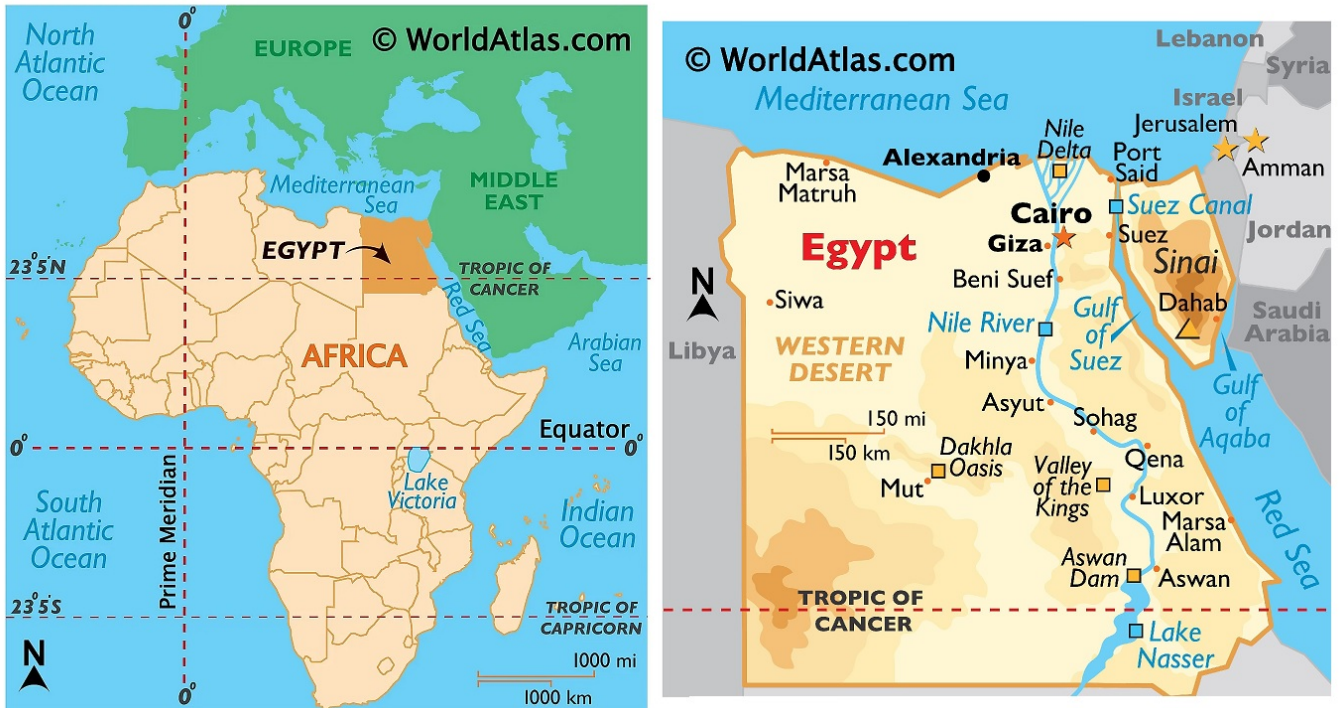 0°
North
Atlantic
Ocean
EUROPE
© WorldAtlas.com
MIDDLE
EAST
Mediterranean
Sea
EGYPT
23°5'N
TROPIC OF
CANCER
Red Sea
Arabian
Sea
AFRICA
Equator
0°
0°
Lake
Victoria
South
Atlantic
Ocean
Prime Meridian
Indian
Ocean
23°5'S
TROPIC OF
CAPRICORN
N
1000 mi
1000 km
0°
© WorldAtlas.com
Mediterranean Sea
Lebanon
Syria
Israel
Jerusalem
Amman
Jordan
Saudi
Arabia
Libya
Marsa
Matruh
Alexandria
Nile
Delta
Port
Said
Suez Canal
Cairo
Giza
Suez
Egypt
Sinai
Beni Suef
Dahab
N
Siwa
Nile River
Gulf
of
Suez
WESTERN
DESERT
Minya
Gulf
of
Aqaba
Asyut
Sohag
150 mi
150 km
Dakhla
Oasis
Mut
Valley
of the
Kings
Qena
Luxor
Marsa
Alam
Red Sea
Aswan
Dam
Aswan
TROPIC OF
CANCER
Lake
Nasser